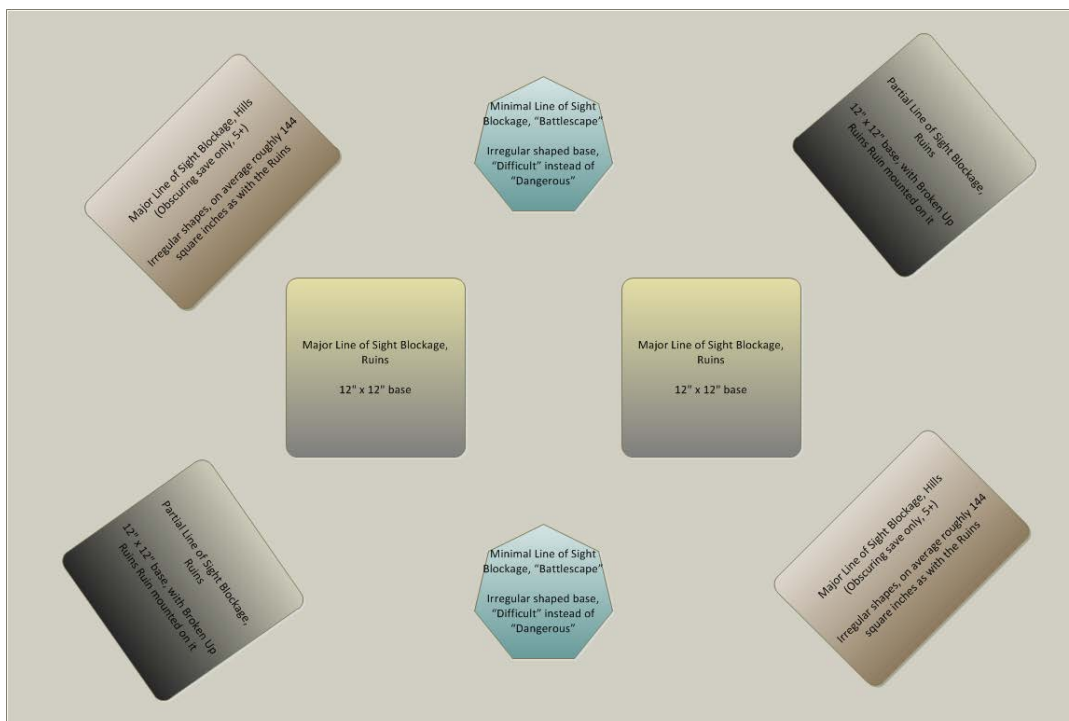 Major Line of Sight Blockage, Hills
(Obscuring save only, 5+)
Irregular shapes, on average roughly 144
square inches as with the Ruins
Minimal Line of Sight
Blockage, “Battlescape”
Irregular shaped base,
“Difficult” instead of
“Dangerous”
Partial Line of Sight Blockage,
Ruins
12" x 12" base, with Broken Up
Ruins Ruin mounted on it
Major Line of Sight Blockage,
Ruins
12" x 12" base
Major Line of Sight Blockage,
Ruins
12" x 12" base
Partial Line of Sight Blockage,
Ruins
12" x 12" base, with Broken Up
Ruins Ruin mounted on it
Minimal Line of Sight
Blockage, “Battlescape”
Irregular shaped base,
“Difficult” instead of
“Dangerous”
Major Line of Sight Blockage, Hills
(Obscuring save only, 5+)
Irregular shapes, on average roughly 144
square inches as with the Ruins